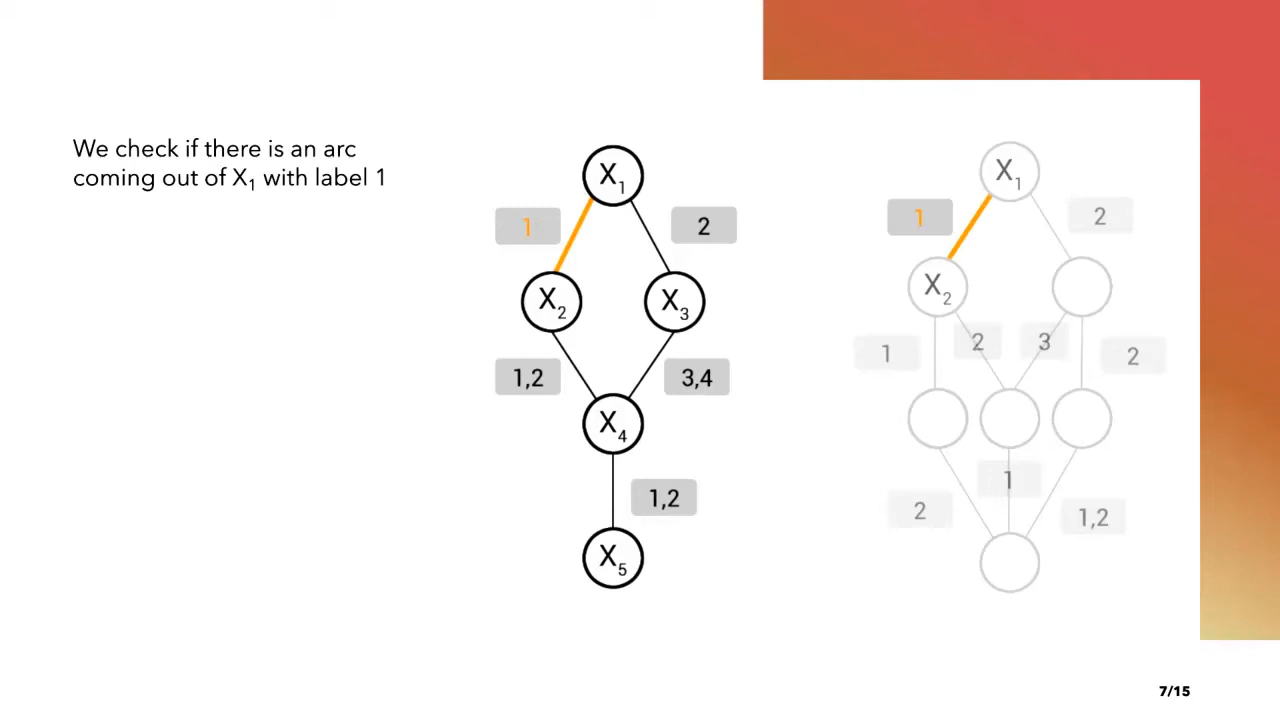 We check if there is an arc
coming out of X₁ with label 1
X₁
1
2
X₂
X₃
1,2
3,4
X₄
1,2
X₅
X₁
1
2
X₂
1
2
3
2
1
2
1,2
7/15